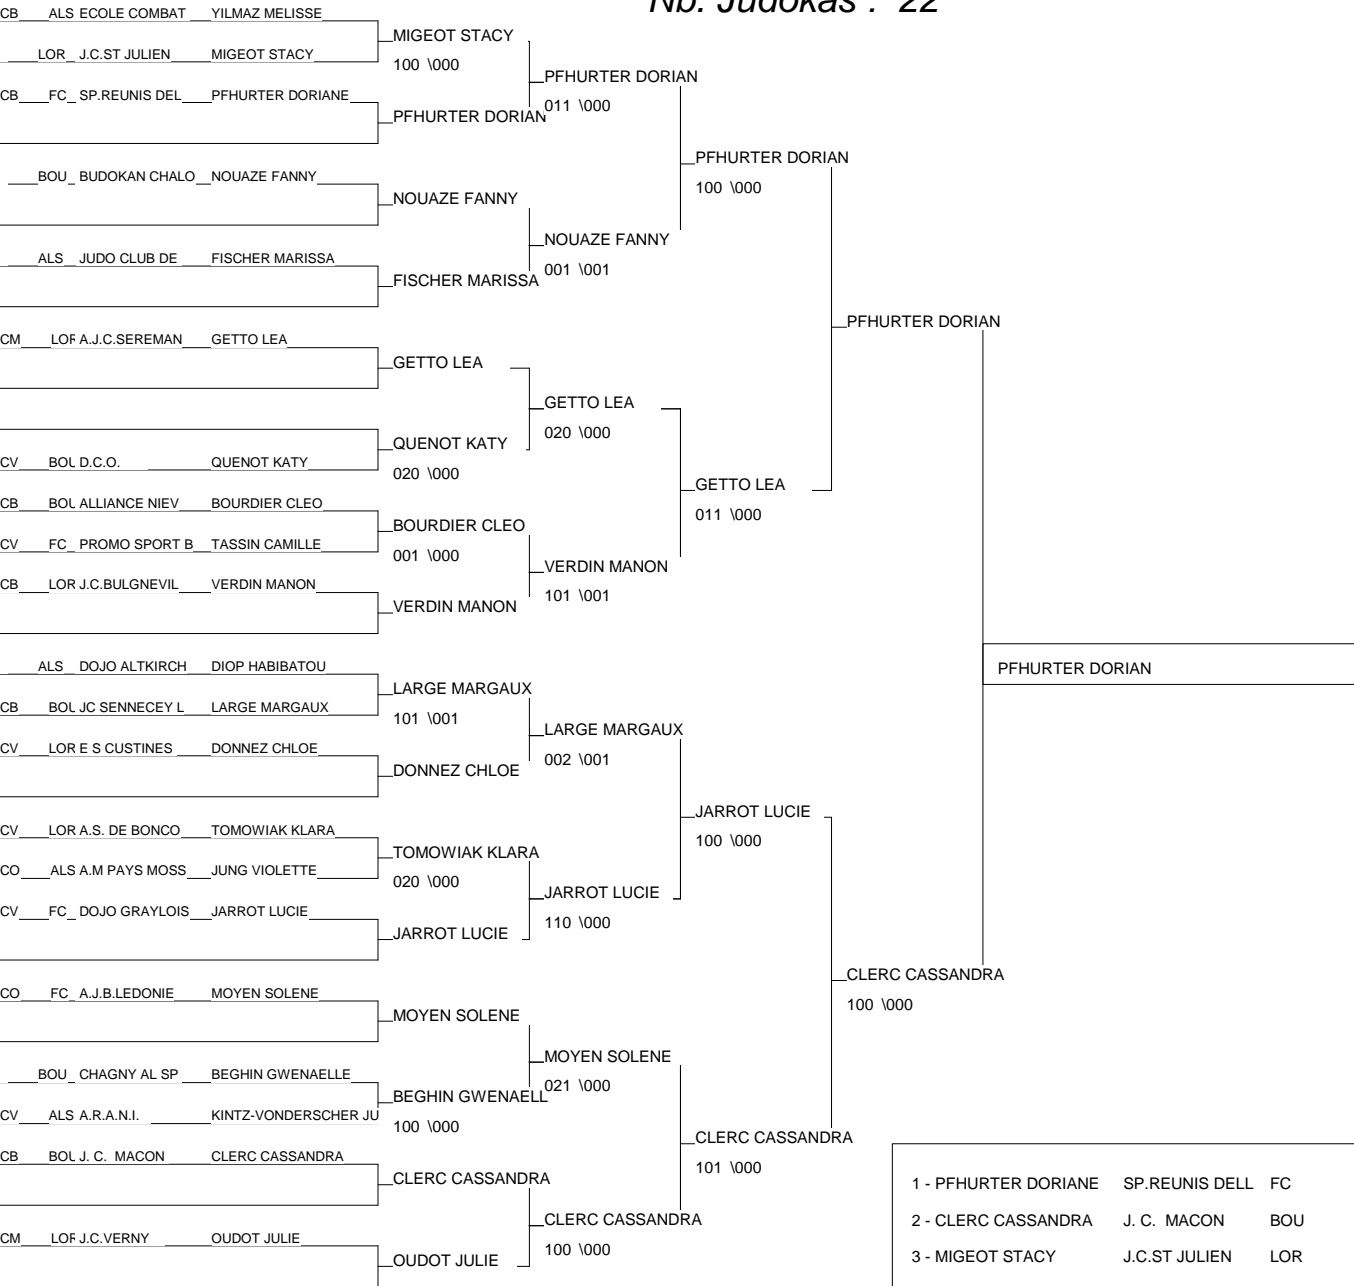 Nb. Judokas : 22
CB ALS ECOLE COMBAT YILMAZ MELISSE
MIGEOT STACY
LOR J.C.ST JULIEN MIGEOT STACY
100 \000
PFHURTER DORIAN
CB FC SP.REUNIS DEL PFHURTER DORIANE
011 \000
PFHURTER DORIAN
PFHURTER DORIAN
BOU BUDOKAN CHALO NOUAZE FANNY
100 \000
NOUAZE FANNY
NOUAZE FANNY
ALS JUDO CLUB DE FISCHER MARISSA
001 \001
FISCHER MARISSA
PFHURTER DORIAN
CM LOR A.J.C.SEREMAN GETTO LEA
GETTO LEA
GETTO LEA
020 \000
QUENOT KATY
CV BOU D.C.O. QUENOT KATY
020 \000
GETTO LEA
CB BOU ALLIANCE NIEV BOURDIER CLEO
011 \000
BOURDIER CLEO
CV FC PROMO SPORT B TASSIN CAMILLE
001 \000
VERDIN MANON
CB LOR J.C.BULGNEVIL VERDIN MANON
101 \001
VERDIN MANON
ALS DOJO ALTKIRCH DIOP HABIBATOU
PFHURTER DORIAN
LARGE MARGAUX
CB BOU JC SENNECEY L LARGE MARGAUX
101 \001
LARGE MARGAUX
CV LOR E S CUSTINES DONNEZ CHLOE
002 \001
DONNEZ CHLOE
JARROT LUCIE
CV LOR A.S. DE BONCO TOMOWIAK KLARA
100 \000
TOMOWIAK KLARA
CO ALS A.M PAYS MOSS JUNG VIOLETTE
020 \000
JARROT LUCIE
CV FC DOJO GRAYLOIS JARROT LUCIE
110 \000
JARROT LUCIE
CLERC CASSANDRA
CO FC A.J.B.LEDONIE MOYEN SOLENE
100 \000
MOYEN SOLENE
MOYEN SOLENE
BOU CHAGNY AL SP BEGHIN GWENAELLE
021 \000
BEGHIN GWENAELL
CV ALS A.R.A.N.I. KINTZ-VONDERSCHER JU
100 \000
CLERC CASSANDRA
CB BOU J. C. MACON CLERC CASSANDRA
101 \000
CLERC CASSANDRA
1 - PFHURTER DORIANE SP.REUNIS DELL FC
CLERC CASSANDRA
2 - CLERC CASSANDRA J. C. MACON BOU
CM LOR J.C.VERNY OUDOT JULIE
100 \000
OUDOT JULIE
3 - MIGEOT STACY J.C.ST JULIEN LOR